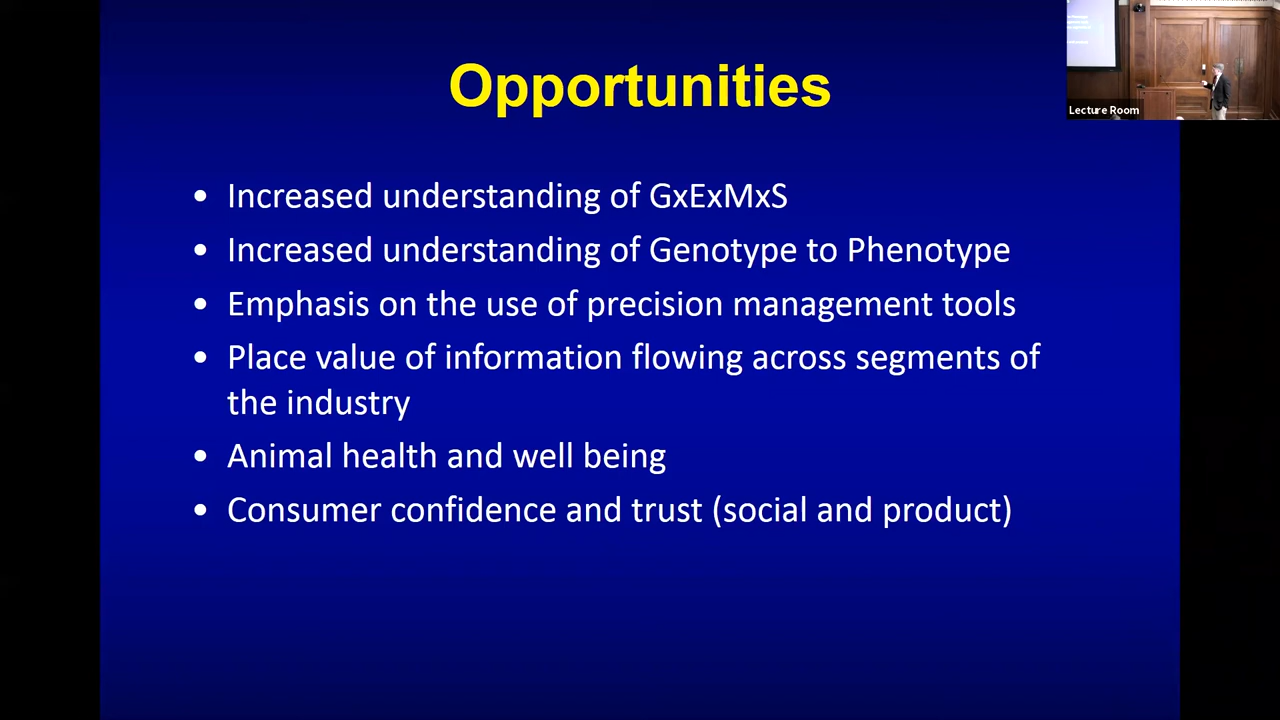 Opportunities
• Increased understanding of GxExMxS
• Increased understanding of Genotype to Phenotype
• Emphasis on the use of precision management tools
• Place value of information flowing across segments of
the industry
• Animal health and well being
• Consumer confidence and trust (social and product)
Lecture Room